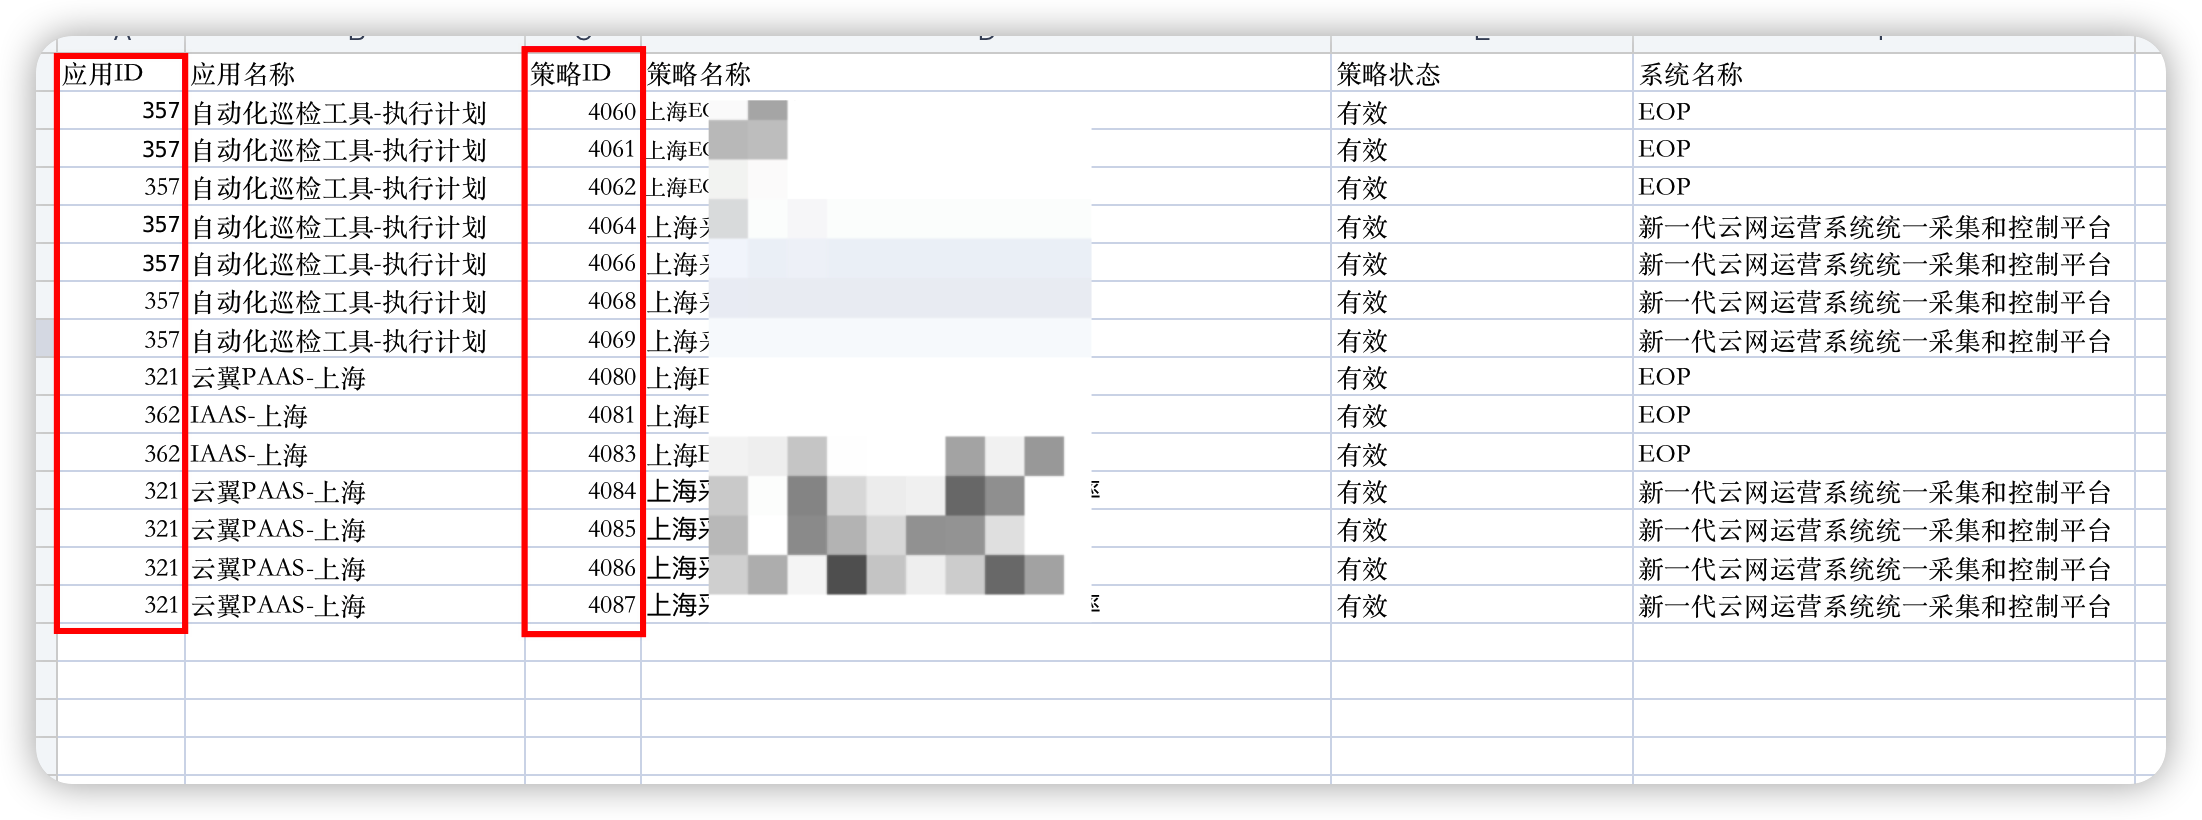 应用ID 应用名称 策略ID 策略名称 策略状态 系统名称
357 自动化巡检工具-执行计划 4060 上海E 有效 EOP
357 自动化巡检工具-执行计划 4061 上海E 有效 EOP
357 自动化巡检工具-执行计划 4062 上海E 有效 EOP
357 自动化巡检工具-执行计划 4064 上海 有效 新一代云网运营系统统一采集和控制平台
357 自动化巡检工具-执行计划 4066 上海 有效 新一代云网运营系统统一采集和控制平台
357 自动化巡检工具-执行计划 4068 上海 有效 新一代云网运营系统统一采集和控制平台
357 自动化巡检工具-执行计划 4069 上海 有效 新一代云网运营系统统一采集和控制平台
321 云翼PAAS-上海 4080 上海E 有效 EOP
362 IAAS-上海 4081 上海E 有效 EOP
362 IAAS-上海 4083 上海E 有效 EOP
321 云翼PAAS-上海 4084 上海 有效 新一代云网运营系统统一采集和控制平台
321 云翼PAAS-上海 4085 上海 有效 新一代云网运营系统统一采集和控制平台
321 云翼PAAS-上海 4086 上海 有效 新一代云网运营系统统一采集和控制平台
321 云翼PAAS-上海 4087 上海 有效 新一代云网运营系统统一采集和控制平台